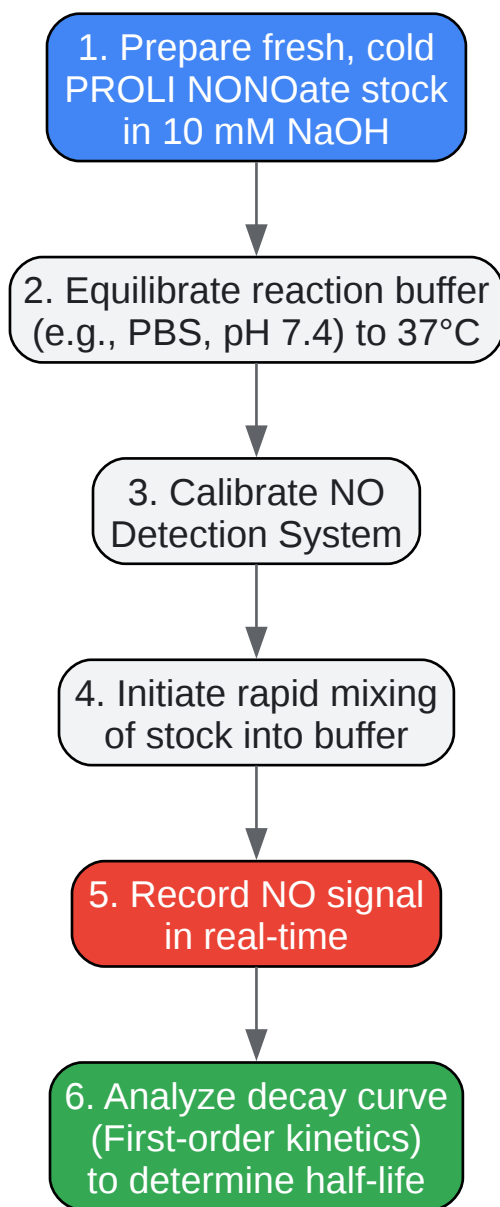 1. Prepare fresh, cold
PROLI NONOate stock
in 10 mM NaOH
2. Equilibrate reaction buffer
(e.g., PBS, pH 7.4) to 37°C
3. Calibrate NO
Detection System
4. Initiate rapid mixing
of stock into buffer
5. Record NO signal
in real-time
6. Analyze decay curve
(First-order kinetics)
to determine half-life